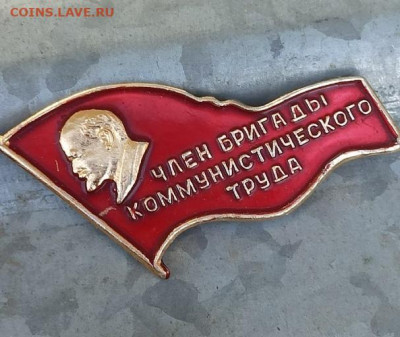 COINS.LAVE.RU
ЧЛЕН БРИГАДЫ
КОММУНИСТИЧЕСКОГО
ТРУДА